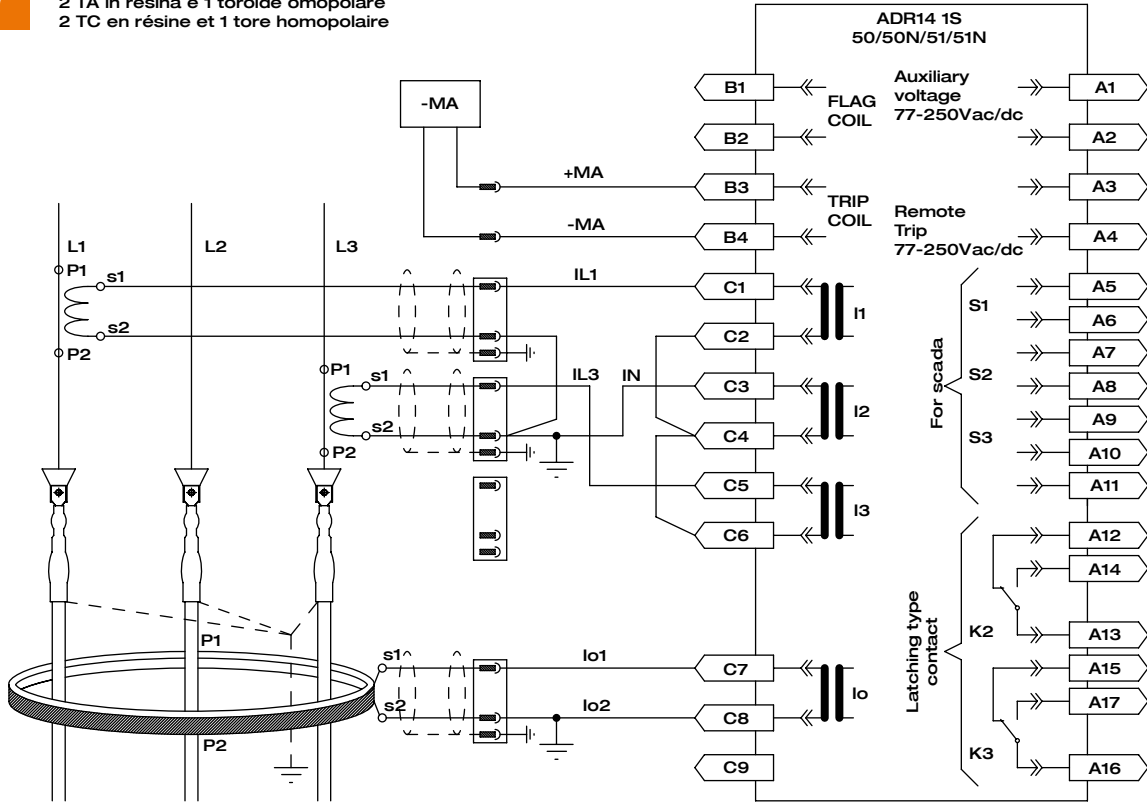 2 TA in resina e 1 toroide omopolare
2 TC en résine et 1 tore homopolaire
ADR14 1S
50/50N/51/51N
-MA
B1
FLAG
COIL
Auxiliary
voltage
77-250Vac/dc
A1
B2
A2
+MA
B3
A3
TRIP
COIL
-MA
B4
Remote
Trip
77-250Vac/dc
A4
L1
L2
L3
P1
s1
IL1
C1
I1
S1
A5
A6
s2
C2
P2
A7
P1
s1
IL3
IN
C3
I2
S2
A8
For scada
A9
s2
C4
S3
A10
P2
C5
I3
A11
C6
A12
A14
Latching type
contact
K2
A13
P1
s1
Io1
C7
Io
A15
s2
Io2
C8
A17
P2
K3
C9
A16